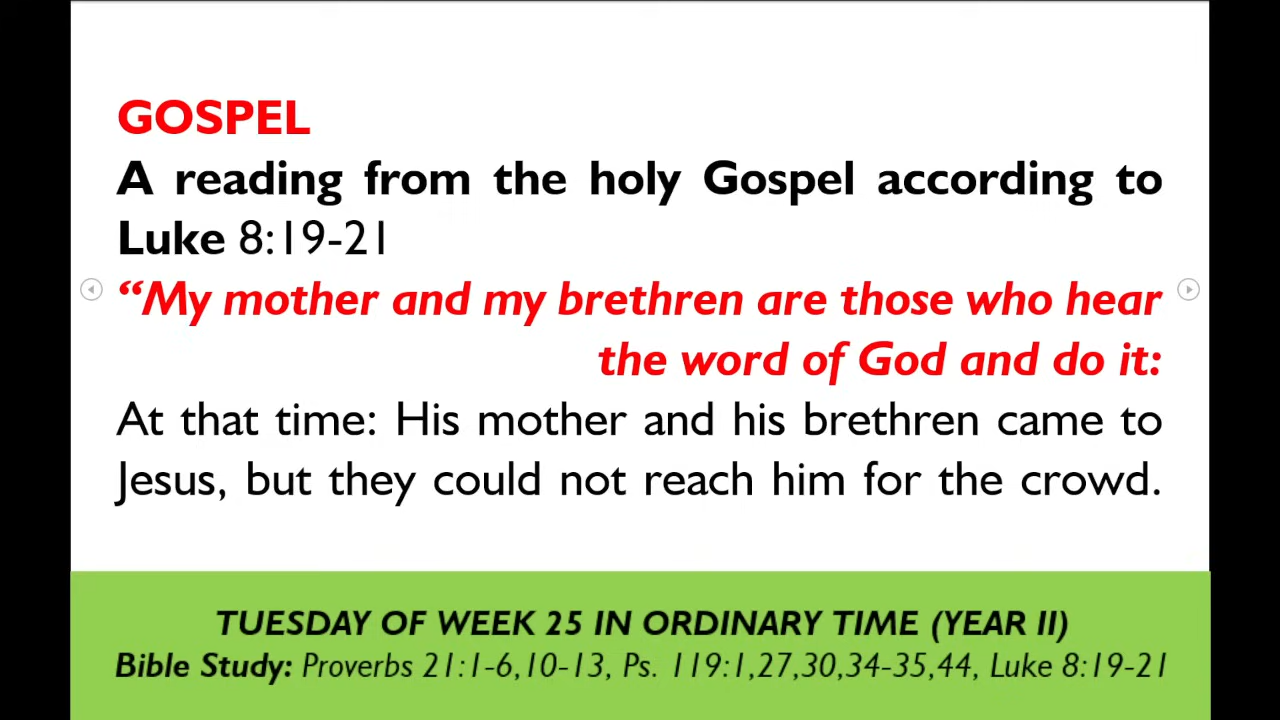 GOSPEL
A reading from the holy Gospel according to
Luke 8:19-21
“My mother and my brethren are those who hear
the word of God and do it:
At that time: His mother and his brethren came to
Jesus, but they could not reach him for the crowd.
TUESDAY OF WEEK 25 IN ORDINARY TIME (YEAR II)
Bible Study: Proverbs 21:1-6,10-13, Ps. 119:1,27,30,34-35,44, Luke 8:19-21